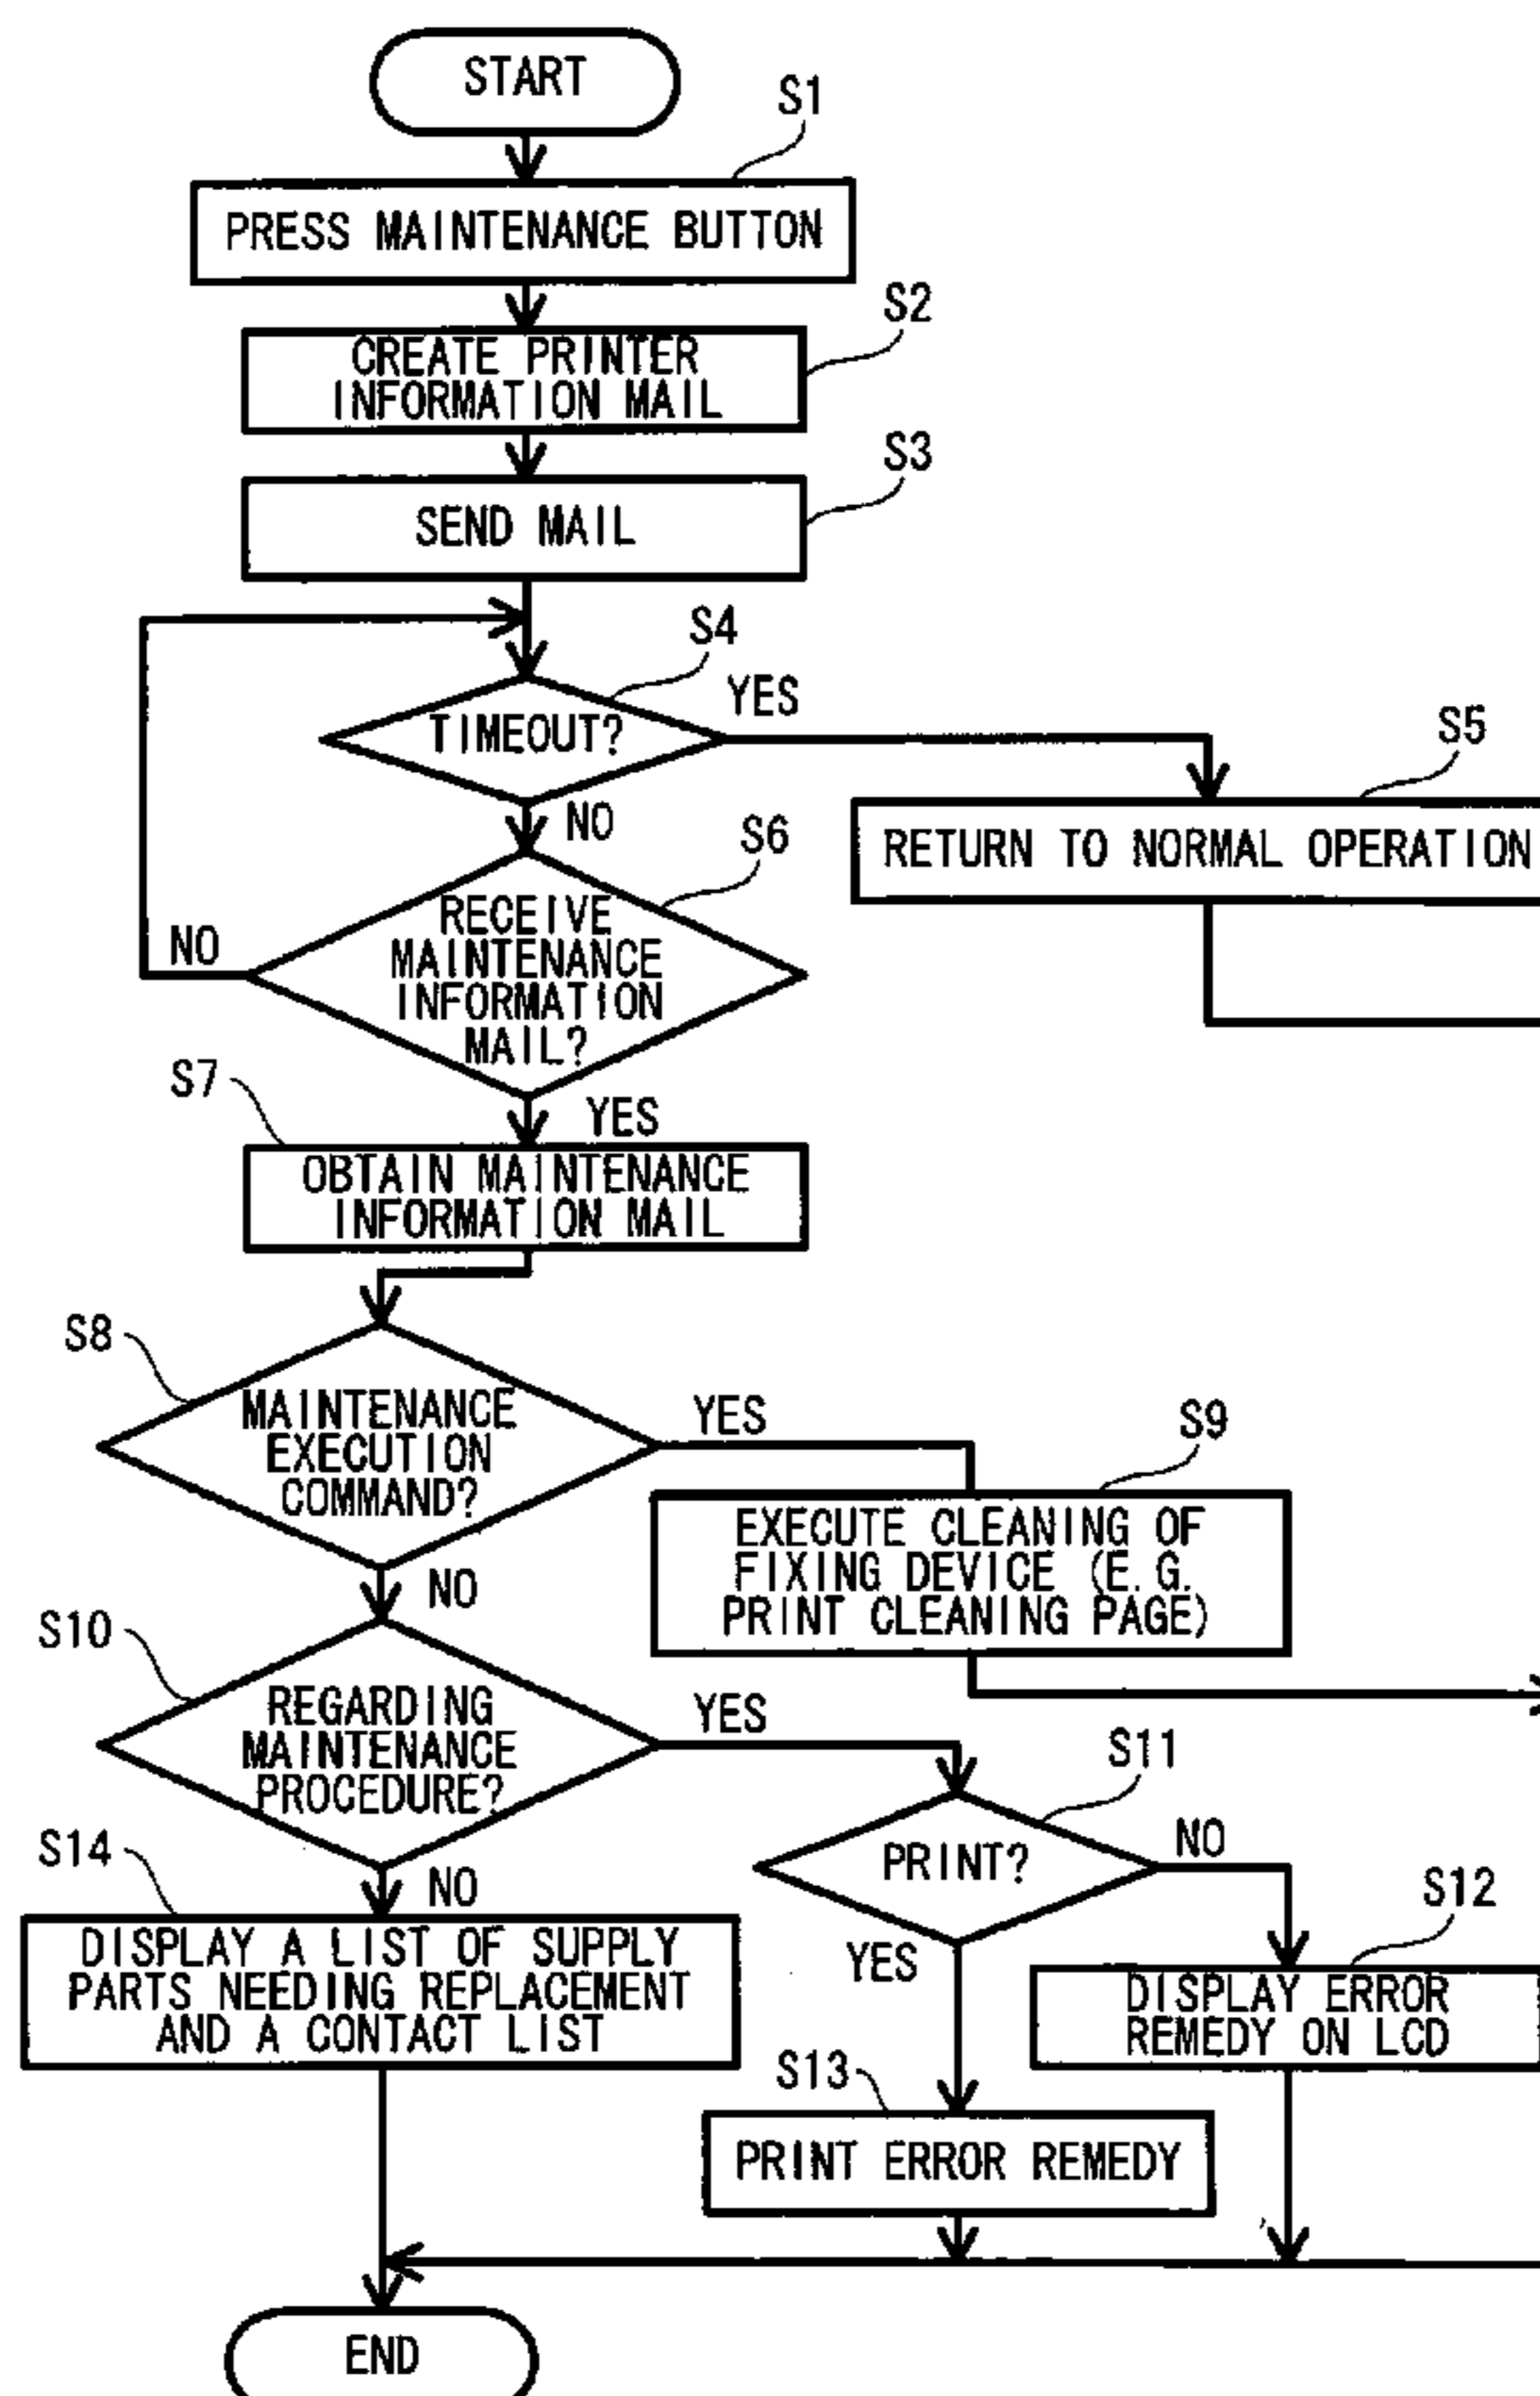 START
S1
PRESS MAINTENANCE BUTTON
S2
CREATE PRINTER
INFORMATION MAIL
S3
SEND MAIL
S4
TIMEOUT?
YES
NO
S5
RETURN TO NORMAL OPERATION
S6
RECEIVE
MAINTENANCE
INFORMATION
MAIL?
NO
YES
S7
OBTAIN MAINTENANCE
INFORMATION MAIL
S8
MAINTENANCE
EXECUTION
COMMAND?
YES
NO
S9
EXECUTE CLEANING OF
FIXING DEVICE (E.G.
PRINT CLEANING PAGE)
S10
REGARDING
MAINTENANCE
PROCEDURE?
YES
NO
S11
PRINT?
NO
YES
S12
DISPLAY ERROR
REMEDY ON LCD
S13
PRINT ERROR REMEDY
S14
DISPLAY A LIST OF SUPPLY
PARTS NEEDING REPLACEMENT
AND A CONTACT LIST
END